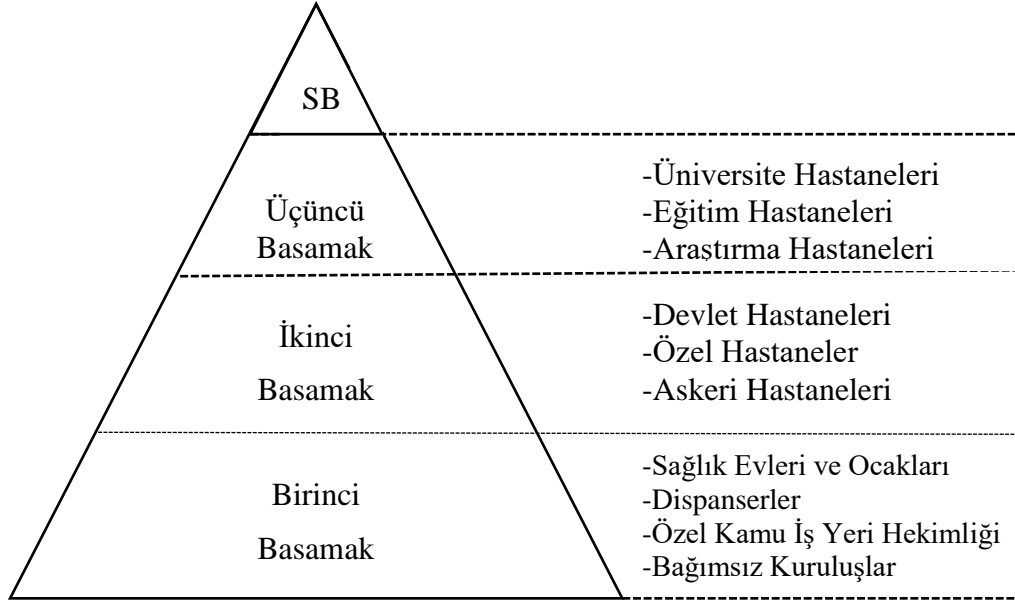 SB
Üçüncü
Basamak
-Üniversite Hastaneleri
-Eğitim Hastaneleri
-Araştırma Hastaneleri
İkinci
Basamak
-Devlet Hastaneleri
-Özel Hastaneler
-Askeri Hastaneleri
Birinci
Basamak
-Sağlık Evleri ve Ocakları
-Dispanserler
-Özel Kamu İş Yeri Hekimliği
-Bağımsız Kuruluşlar